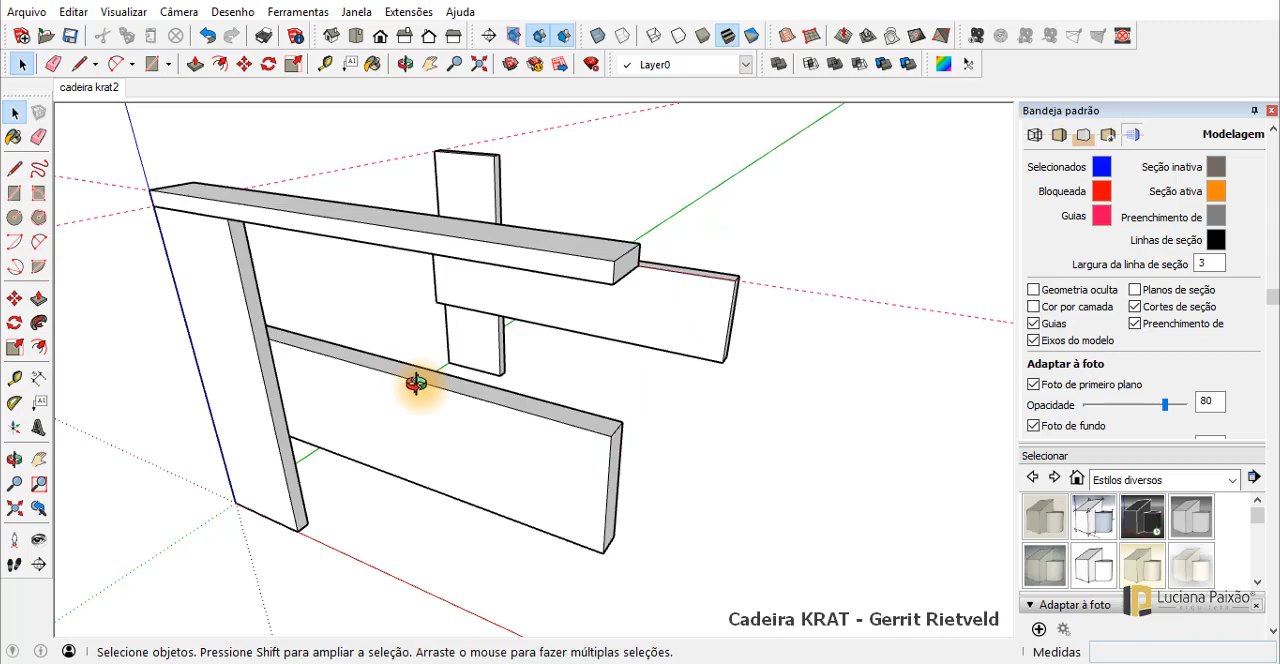 Arquivo Editar Visualizar Câmera Desenho Ferramentas Janela Extensões Ajuda
Layer0
cadeira krat2
Bandeja padrão
Modelagem
Selecionados Seção inativa
Bloqueada Seção ativa
Guias Preenchimento de
Linhas de seção
Largura da linha de seção 3
Geometria oculta Planos de seção
Cor por camada Cortes de seção
Guias Preenchimento de
Eixos do modelo
Adaptar à foto
Foto de primeiro plano
Opacidade 80
Foto de fundo
Selecionar
Estilos diversos
Luciana Paixão®
arquiteta
Adaptar à foto
Cadeira KRAT - Gerrit Rietveld
Selecione objetos. Pressione Shift para ampliar a seleção. Arraste o mouse para fazer múltiplas seleções.
Medidas